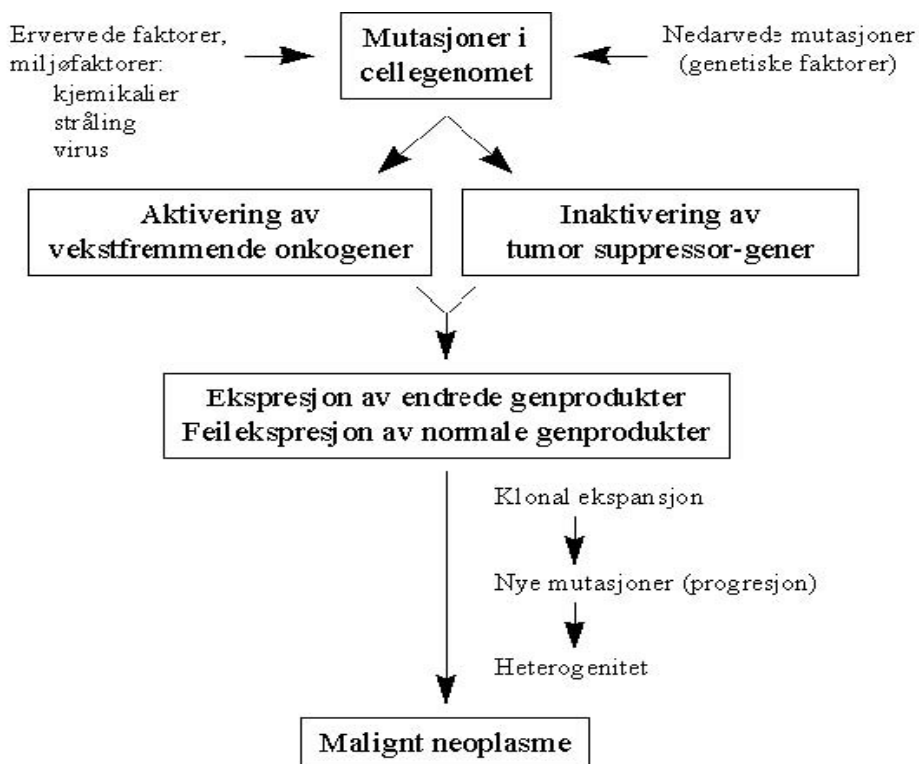 Ervervede faktorer,
miljøfaktorer:
kjemikalier
stråling
virus
Mutasjoner i
cellegenomet
Nedarvede mutasjoner
(genetiske faktorer)
Aktivering av
vekstfremmende onkogener
Inaktivering av
tumor suppressor-gener
Ekspresjon av endrede genprodukter
Feilekspresjon av normale genprodukter
Klonal ekspansjon
Nye mutasjoner (progresjon)
Heterogenitet
Malignt neoplasme